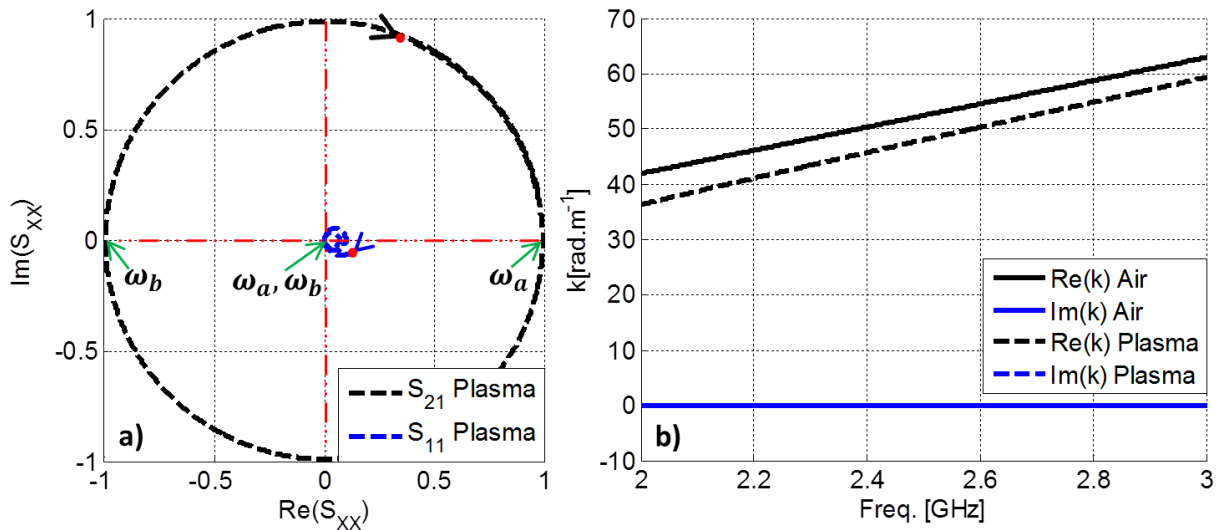 1
0.5
0
-0.5
-1
Im(S_XX)
-1 -0.5 0 0.5 1
Re(S_XX)
ω_b
ω_a, ω_b
ω_a
S_21 Plasma
S_11 Plasma
a)
70
60
50
40
30
20
10
0
-10
k[rad.m^-1]
2 2.2 2.4 2.6 2.8 3
Freq. [GHz]
Re(k) Air
Im(k) Air
Re(k) Plasma
Im(k) Plasma
b)